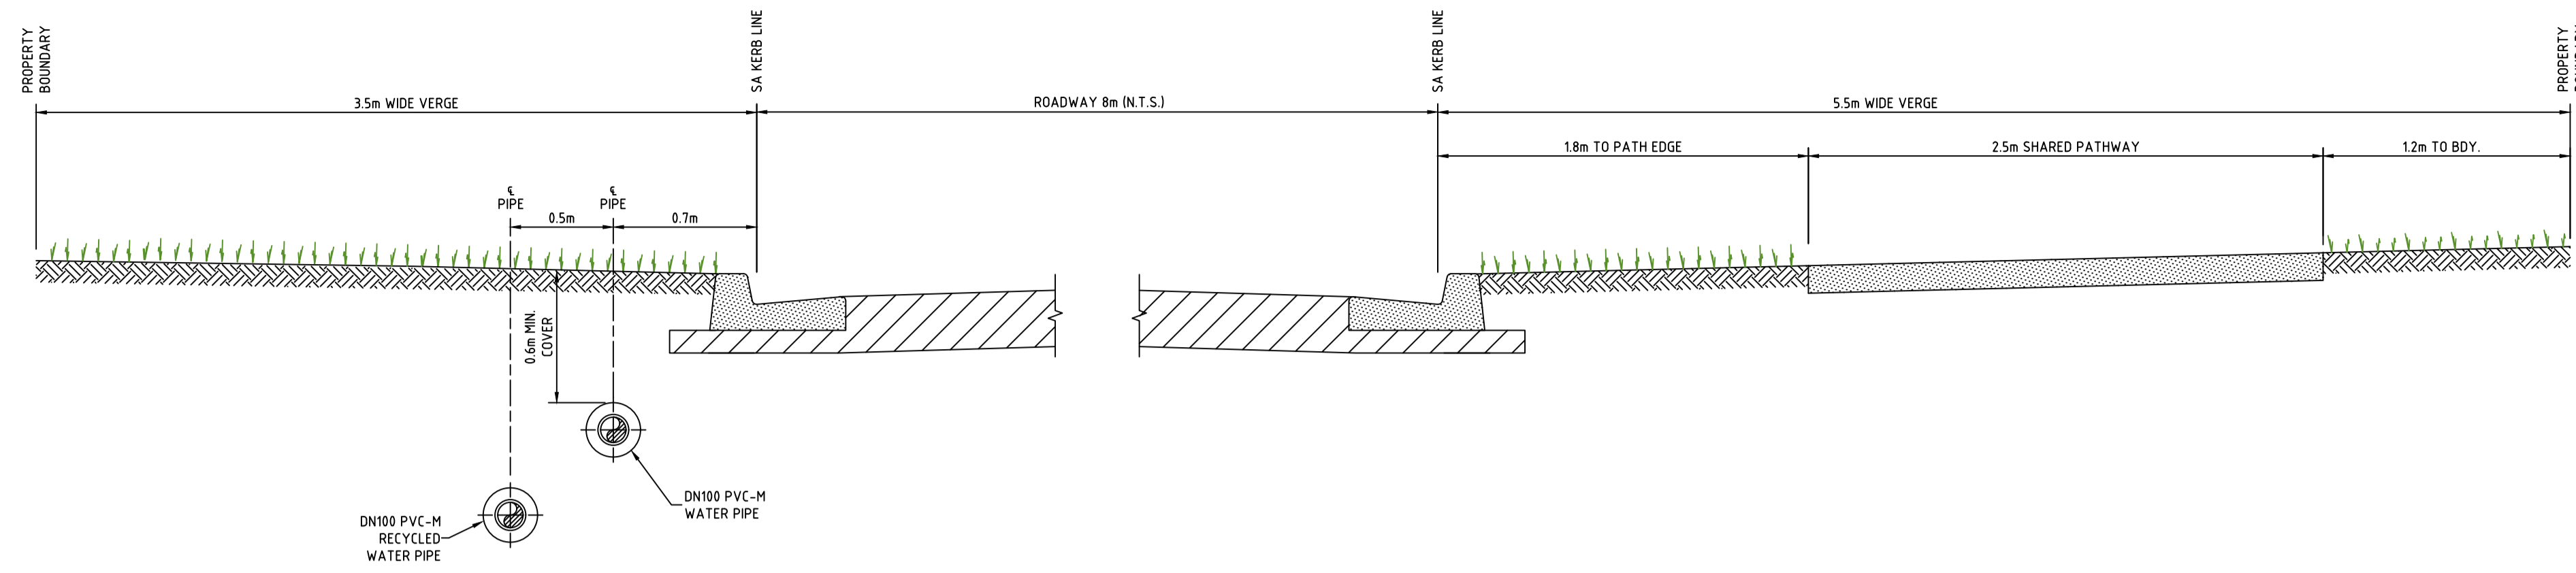 PROPERTY
BOUNDARY
SA KERB LINE
SA KERB LINE
PROPERTY
3.5m WIDE VERGE
ROADWAY 8m (N.T.S.)
5.5m WIDE VERGE
1.8m TO PATH EDGE
2.5m SHARED PATHWAY
1.2m TO BDY.
℄
PIPE
℄
PIPE
0.5m
0.7m
0.6m MIN.
COVER
DN100 PVC-M
WATER PIPE
DN100 PVC-M
RECYCLED
WATER PIPE